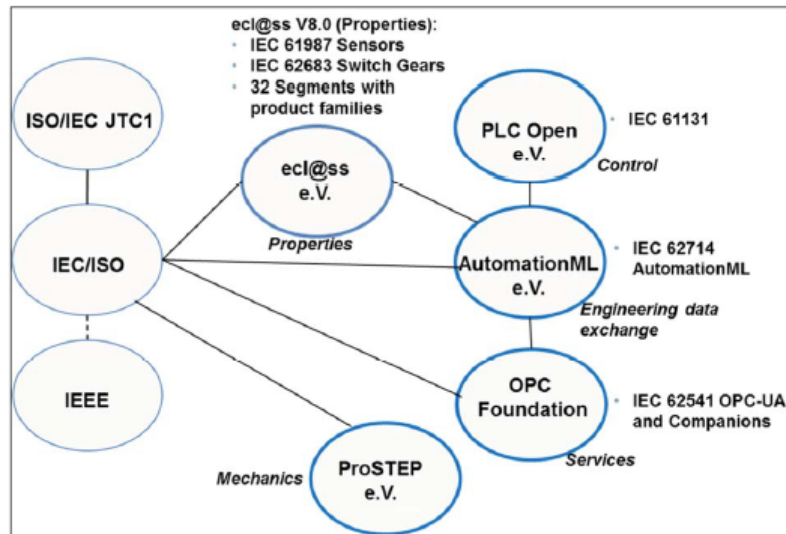 ecl@ss V8.0 (Properties):
• IEC 61987 Sensors
• IEC 62683 Switch Gears
• 32 Segments with
product families
ISO/IEC JTC1
PLC Open
e.V.
• IEC 61131
Control
ecl@ss
e.V.
Properties
IEC/ISO
AutomationML
e.V.
• IEC 62714
AutomationML
Engineering data
exchange
IEEE
OPC
Foundation
• IEC 62541 OPC-UA
and Companions
Services
Mechanics
ProSTEP
e.V.